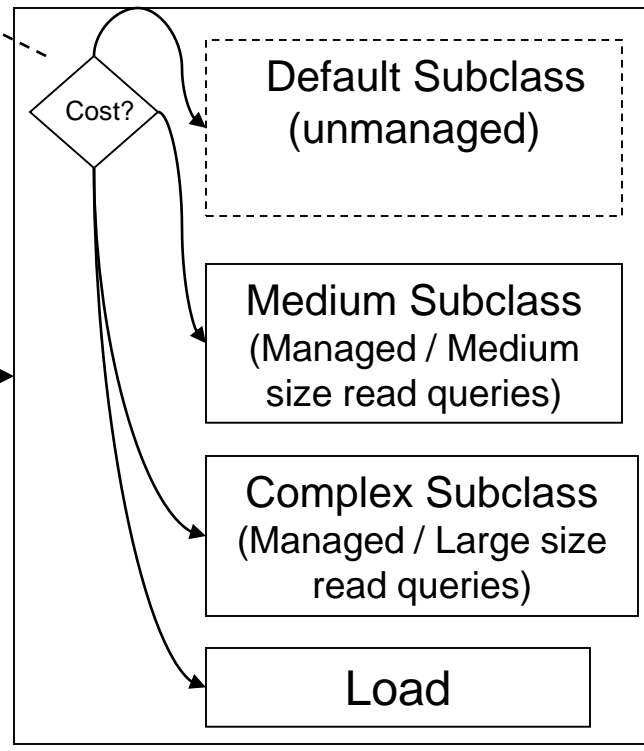 Cost?
Default Subclass
(unmanaged)
Medium Subclass
(Managed / Medium
size read queries)
Complex Subclass
(Managed / Large size
read queries)
Load